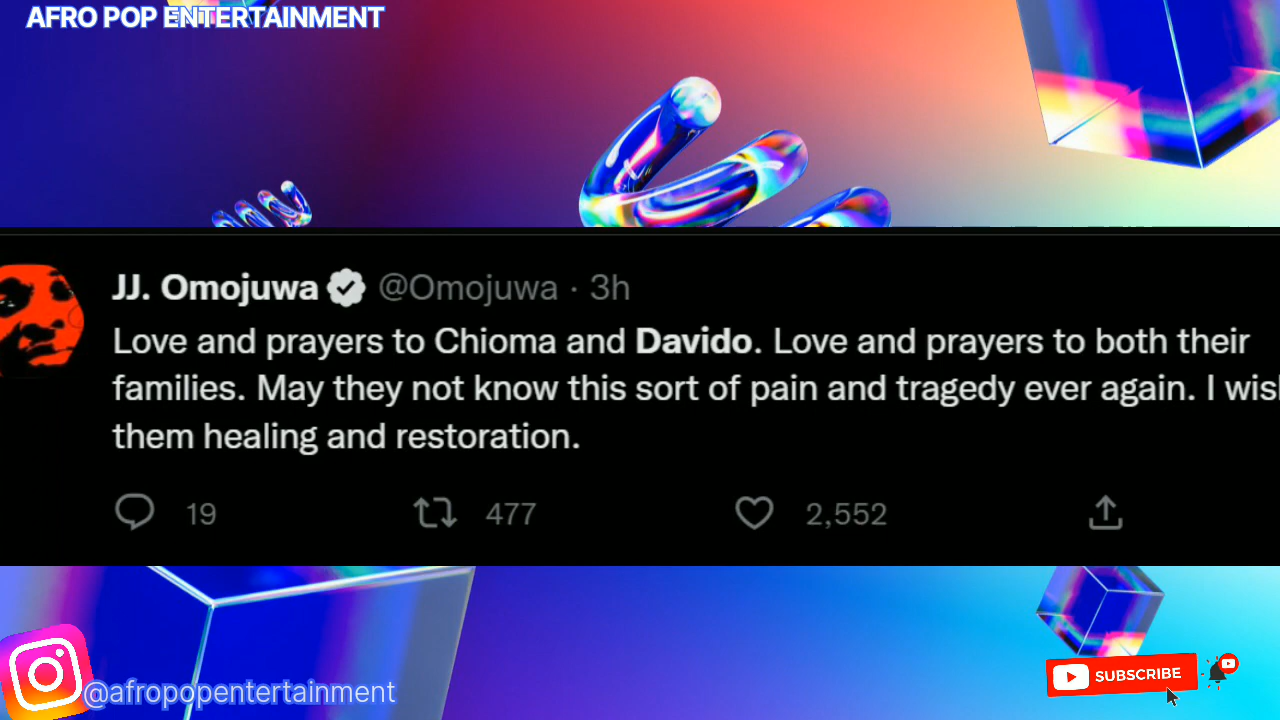 AFRO POP ENTERTAINMENT
JJ. Omojuwa @Omojuwa · 3h
Love and prayers to Chioma and Davido. Love and prayers to both their
families. May they not know this sort of pain and tragedy ever again. I wish
them healing and restoration.
19 477 2,552
@afropopentertainment
SUBSCRIBE